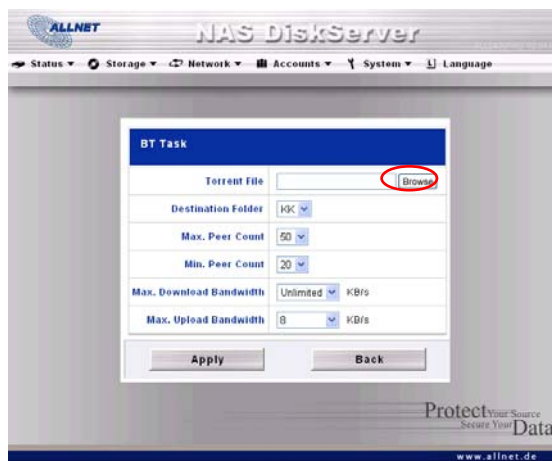 ALLNET
NAS DiskServer
Status Storage Network Accounts System Language
BT Task
Torrent File Browse
Destination Folder KK
Max. Peer Count 50
Min. Peer Count 20
Max. Download Bandwidth Unlimited KB/s
Max. Upload Bandwidth 8 KB/s
Apply Back
Protect Your Source
Secure Your Data
www.allnet.de